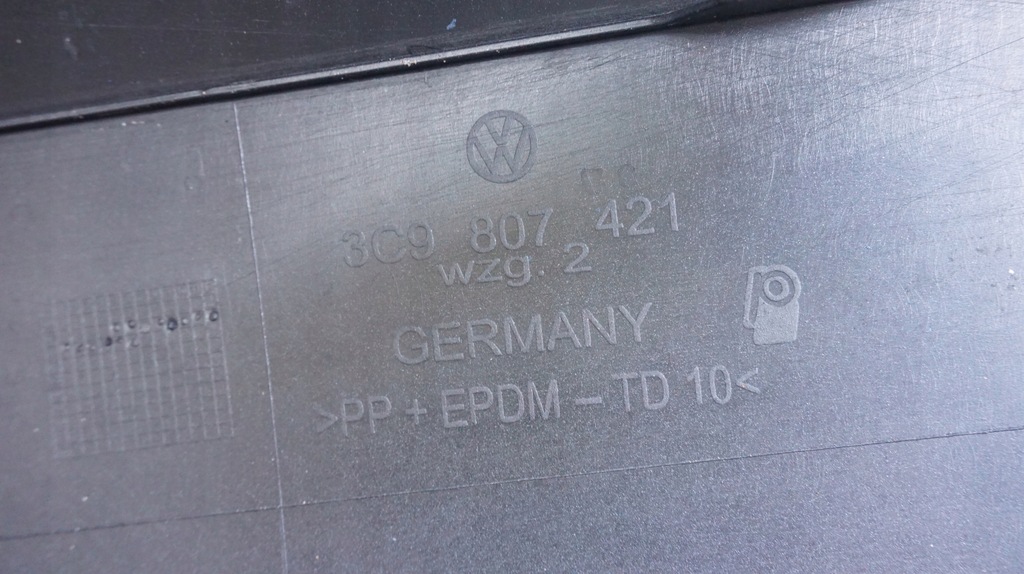 3C9 807 421
wzg. 2
GERMANY
>PP + EPDM – TD 10<